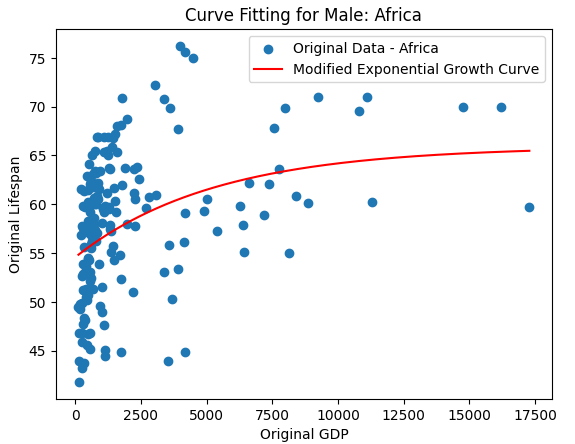 Curve Fitting for Male: Africa
Original Data - Africa
Modified Exponential Growth Curve
Original Lifespan
75
70
65
60
55
50
45
0 2500 5000 7500 10000 12500 15000 17500
Original GDP